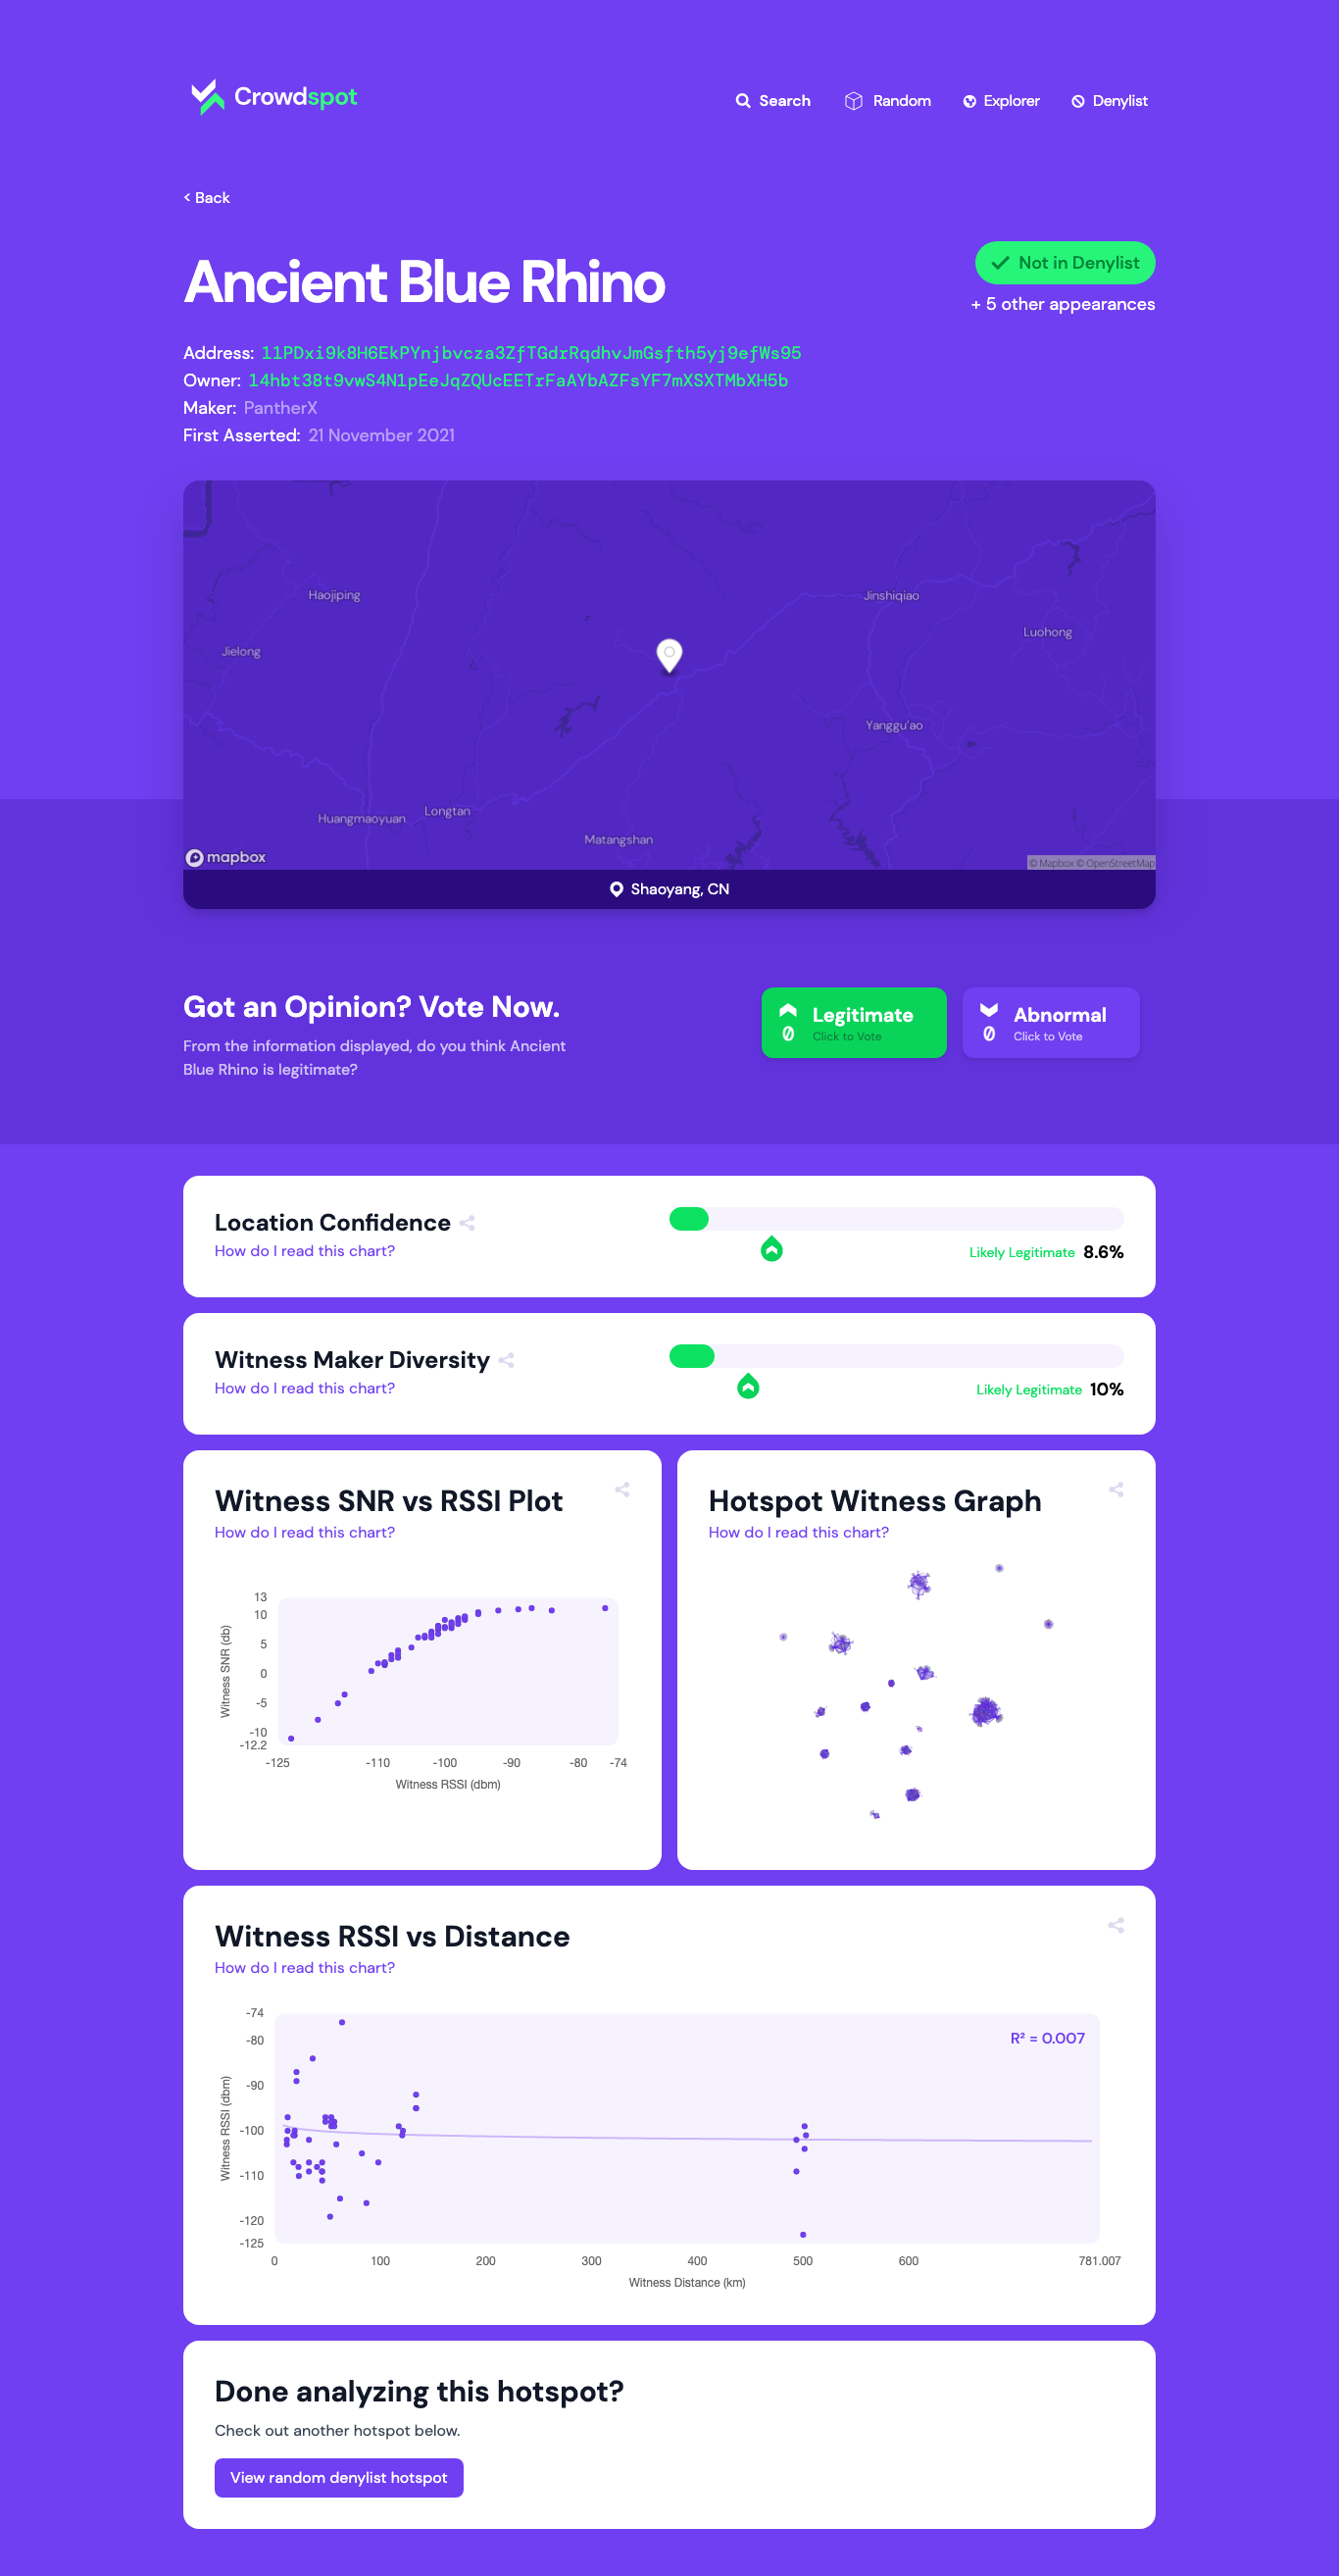 Crowdspot
Search Random Explorer Denylist
< Back
Ancient Blue Rhino
Not in Denylist
+ 5 other appearances
Address: 11PDxi9k8H6EkPYnjbvcza3ZfTGdrRqdhvJmGsfth5yj9efWs95
Owner: 14hbt38t9vwS4N1pEeJqZQUcEETrFaAYbAZFsYF7mXSXTMbXH5b
Maker: PantherX
First Asserted: 21 November 2021
Haojiping
Jinshiqiao
Luohong
Jielong
Yanggu'ao
Longtan
Huangmaoyuan
Matangshan
mapbox
© Mapbox © OpenStreetMap
Shaoyang, CN
Got an Opinion? Vote Now.
From the information displayed, do you think Ancient
Blue Rhino is legitimate?
0 Legitimate
Click to Vote
0 Abnormal
Click to Vote
Location Confidence
How do I read this chart?
Likely Legitimate 8.6%
Witness Maker Diversity
How do I read this chart?
Likely Legitimate 10%
Witness SNR vs RSSI Plot
How do I read this chart?
13
10
5
0
-5
-10
-12.2
Witness SNR (db)
-125 -110 -100 -90 -80 -74
Witness RSSI (dbm)
Hotspot Witness Graph
How do I read this chart?
Witness RSSI vs Distance
How do I read this chart?
-74
-80
-90
-100
-110
-120
-125
Witness RSSI (dbm)
R² = 0.007
0 100 200 300 400 500 600 781.007
Witness Distance (km)
Done analyzing this hotspot?
Check out another hotspot below.
View random denylist hotspot